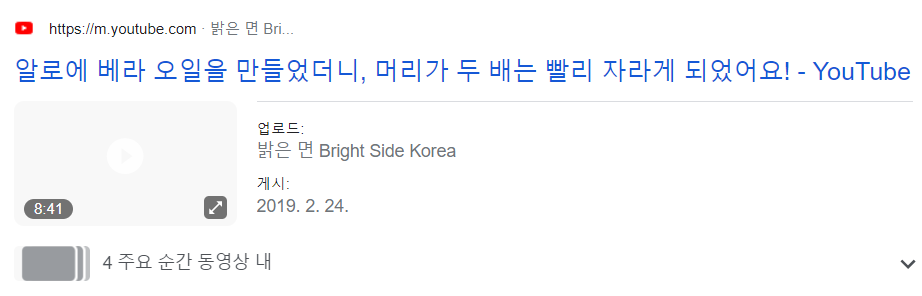 https://m.youtube.com · 밝은 면 Bri...
알로에 베라 오일을 만들었더니, 머리가 두 배는 빨리 자라게 되었어요! - YouTube
업로드:
밝은 면 Bright Side Korea
게시:
2019. 2. 24.
8:41
4 주요 순간 동영상 내